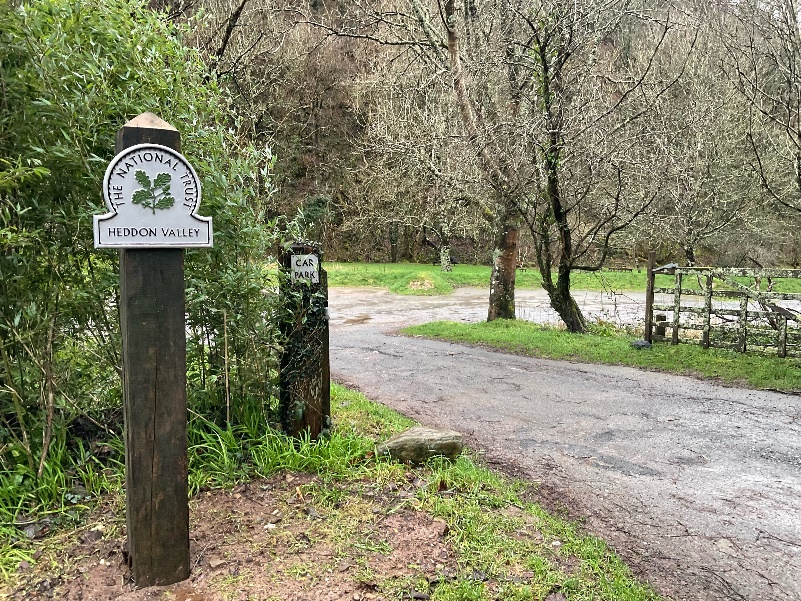 THE NATIONAL TRUST
HEDDON VALLEY
CAR
PARK